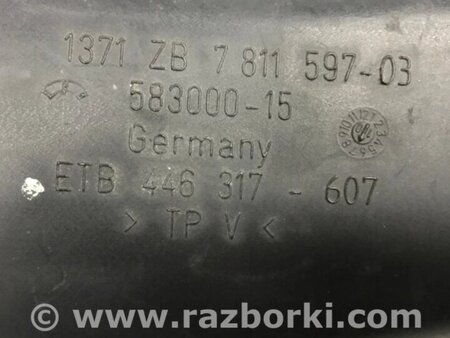 1371 ZB 7 811 597-03
583000-15
Germany
ETB 446 317 - 607
> TP V <
© www.razborki.com